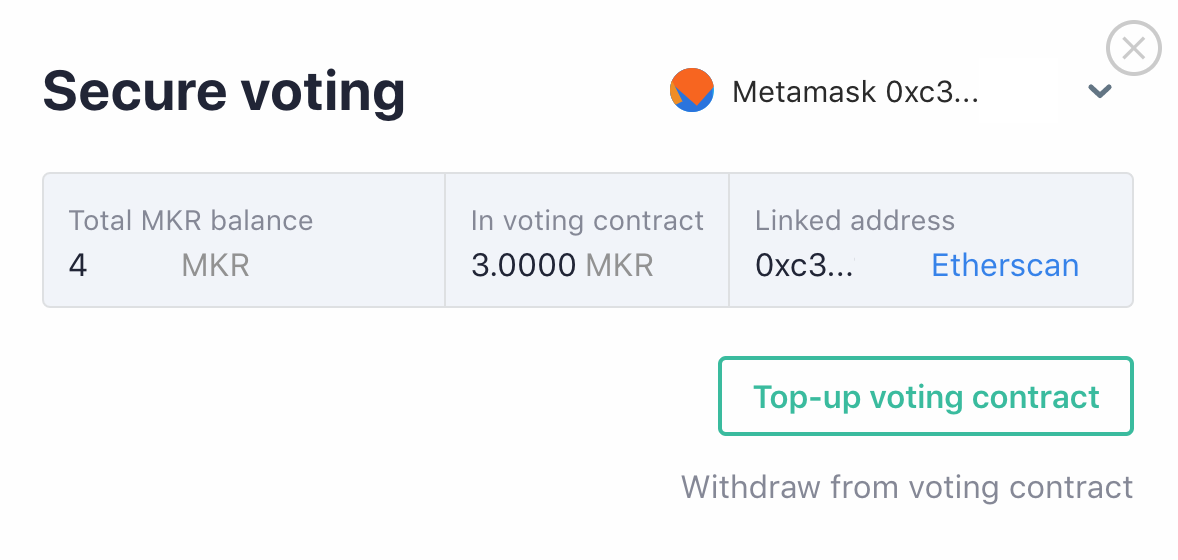 Secure voting
Metamask 0xc3...
Total MKR balance
4 MKR
In voting contract
3.0000 MKR
Linked address
0xc3... Etherscan
Top-up voting contract
Withdraw from voting contract